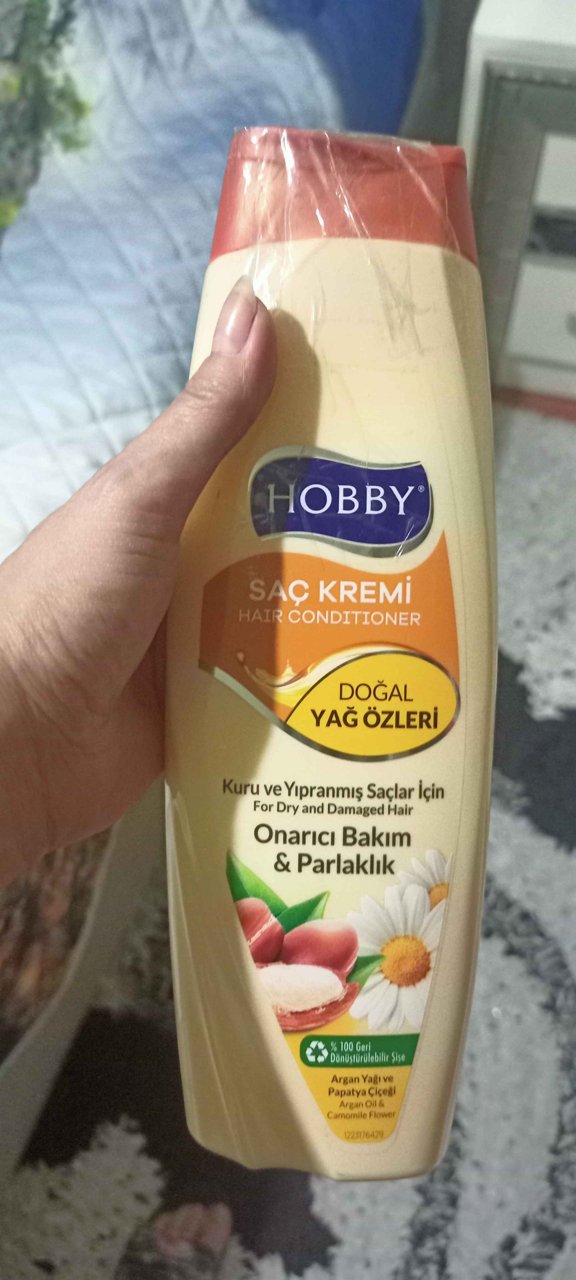 HOBBY®
SAÇ KREMİ
HAIR CONDITIONER
DOĞAL
YAĞ ÖZLERİ
Kuru ve Yıpranmış Saçlar İçin
For Dry and Damaged Hair
Onarıcı Bakım
& Parlaklık
% 100 Geri
Dönüştürülebilir Şişe
Argan Yağı ve
Papatya Çiçeği
Argan Oil &
Camomile Flower
1223176429